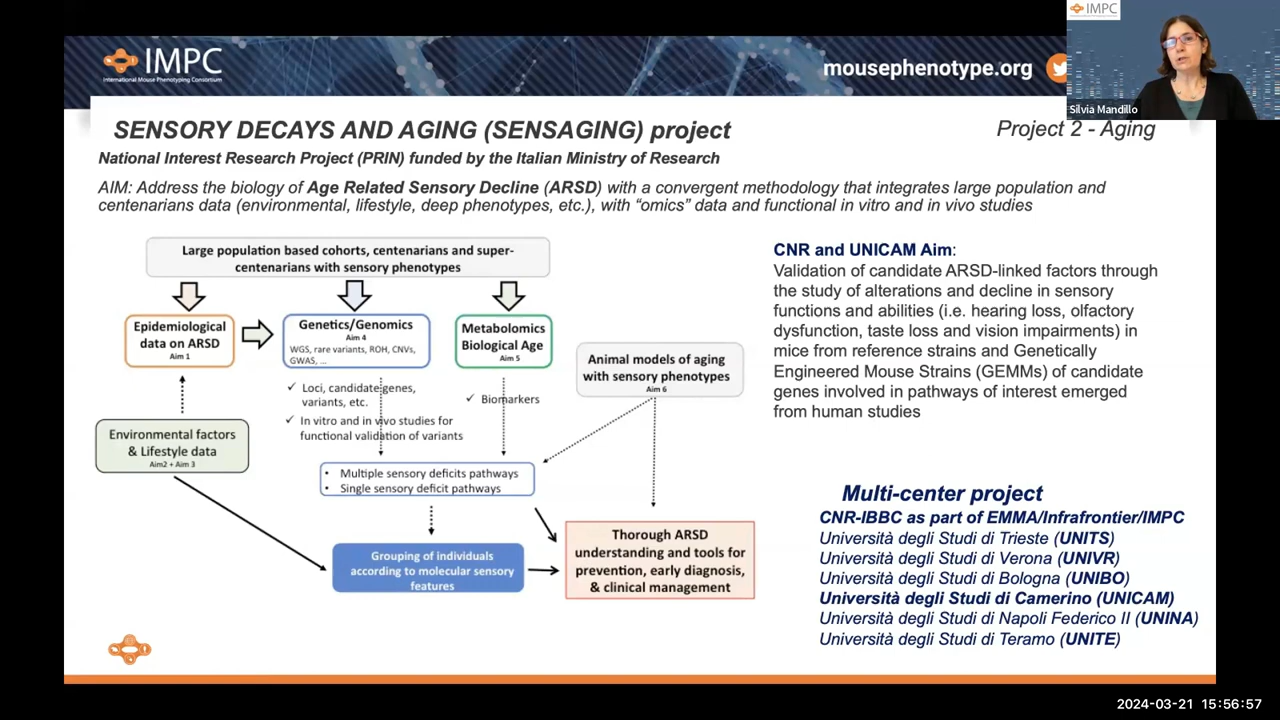 IMPC
International Mouse Phenotyping Consortium
mousephenotype.org
IMPC
Silvia Mandillo
SENSORY DECAYS AND AGING (SENSAGING) project
Project 2 - Aging
National Interest Research Project (PRIN) funded by the Italian Ministry of Research
AIM: Address the biology of Age Related Sensory Decline (ARSD) with a convergent methodology that integrates large population and
centenarians data (environmental, lifestyle, deep phenotypes, etc.), with “omics” data and functional in vitro and in vivo studies
Large population based cohorts, centenarians and super-
centenarians with sensory phenotypes
Epidemiological
data on ARSD
Aim 1
Genetics/Genomics
Aim 4
WGS, rare variants, ROH, CNVs,
GWAS, ...
Metabolomics
Biological Age
Aim 5
Animal models of aging
with sensory phenotypes
Aim 6
✓ Loci, candidate genes,
variants, etc.
✓ In vitro and in vivo studies for
functional validation of variants
✓ Biomarkers
Environmental factors
& Lifestyle data
Aim2 + Aim 3
• Multiple sensory deficits pathways
• Single sensory deficit pathways
Grouping of individuals
according to molecular sensory
features
Thorough ARSD
understanding and tools for
prevention, early diagnosis,
& clinical management
CNR and UNICAM Aim:
Validation of candidate ARSD-linked factors through
the study of alterations and decline in sensory
functions and abilities (i.e. hearing loss, olfactory
dysfunction, taste loss and vision impairments) in
mice from reference strains and Genetically
Engineered Mouse Strains (GEMMs) of candidate
genes involved in pathways of interest emerged
from human studies
Multi-center project
CNR-IBBC as part of EMMA/Infrafrontier/IMPC
Università degli Studi di Trieste (UNITS)
Università degli Studi di Verona (UNIVR)
Università degli Studi di Bologna (UNIBO)
Università degli Studi di Camerino (UNICAM)
Università degli Studi di Napoli Federico II (UNINA)
Università degli Studi di Teramo (UNITE)
2024-03-21 15:56:57